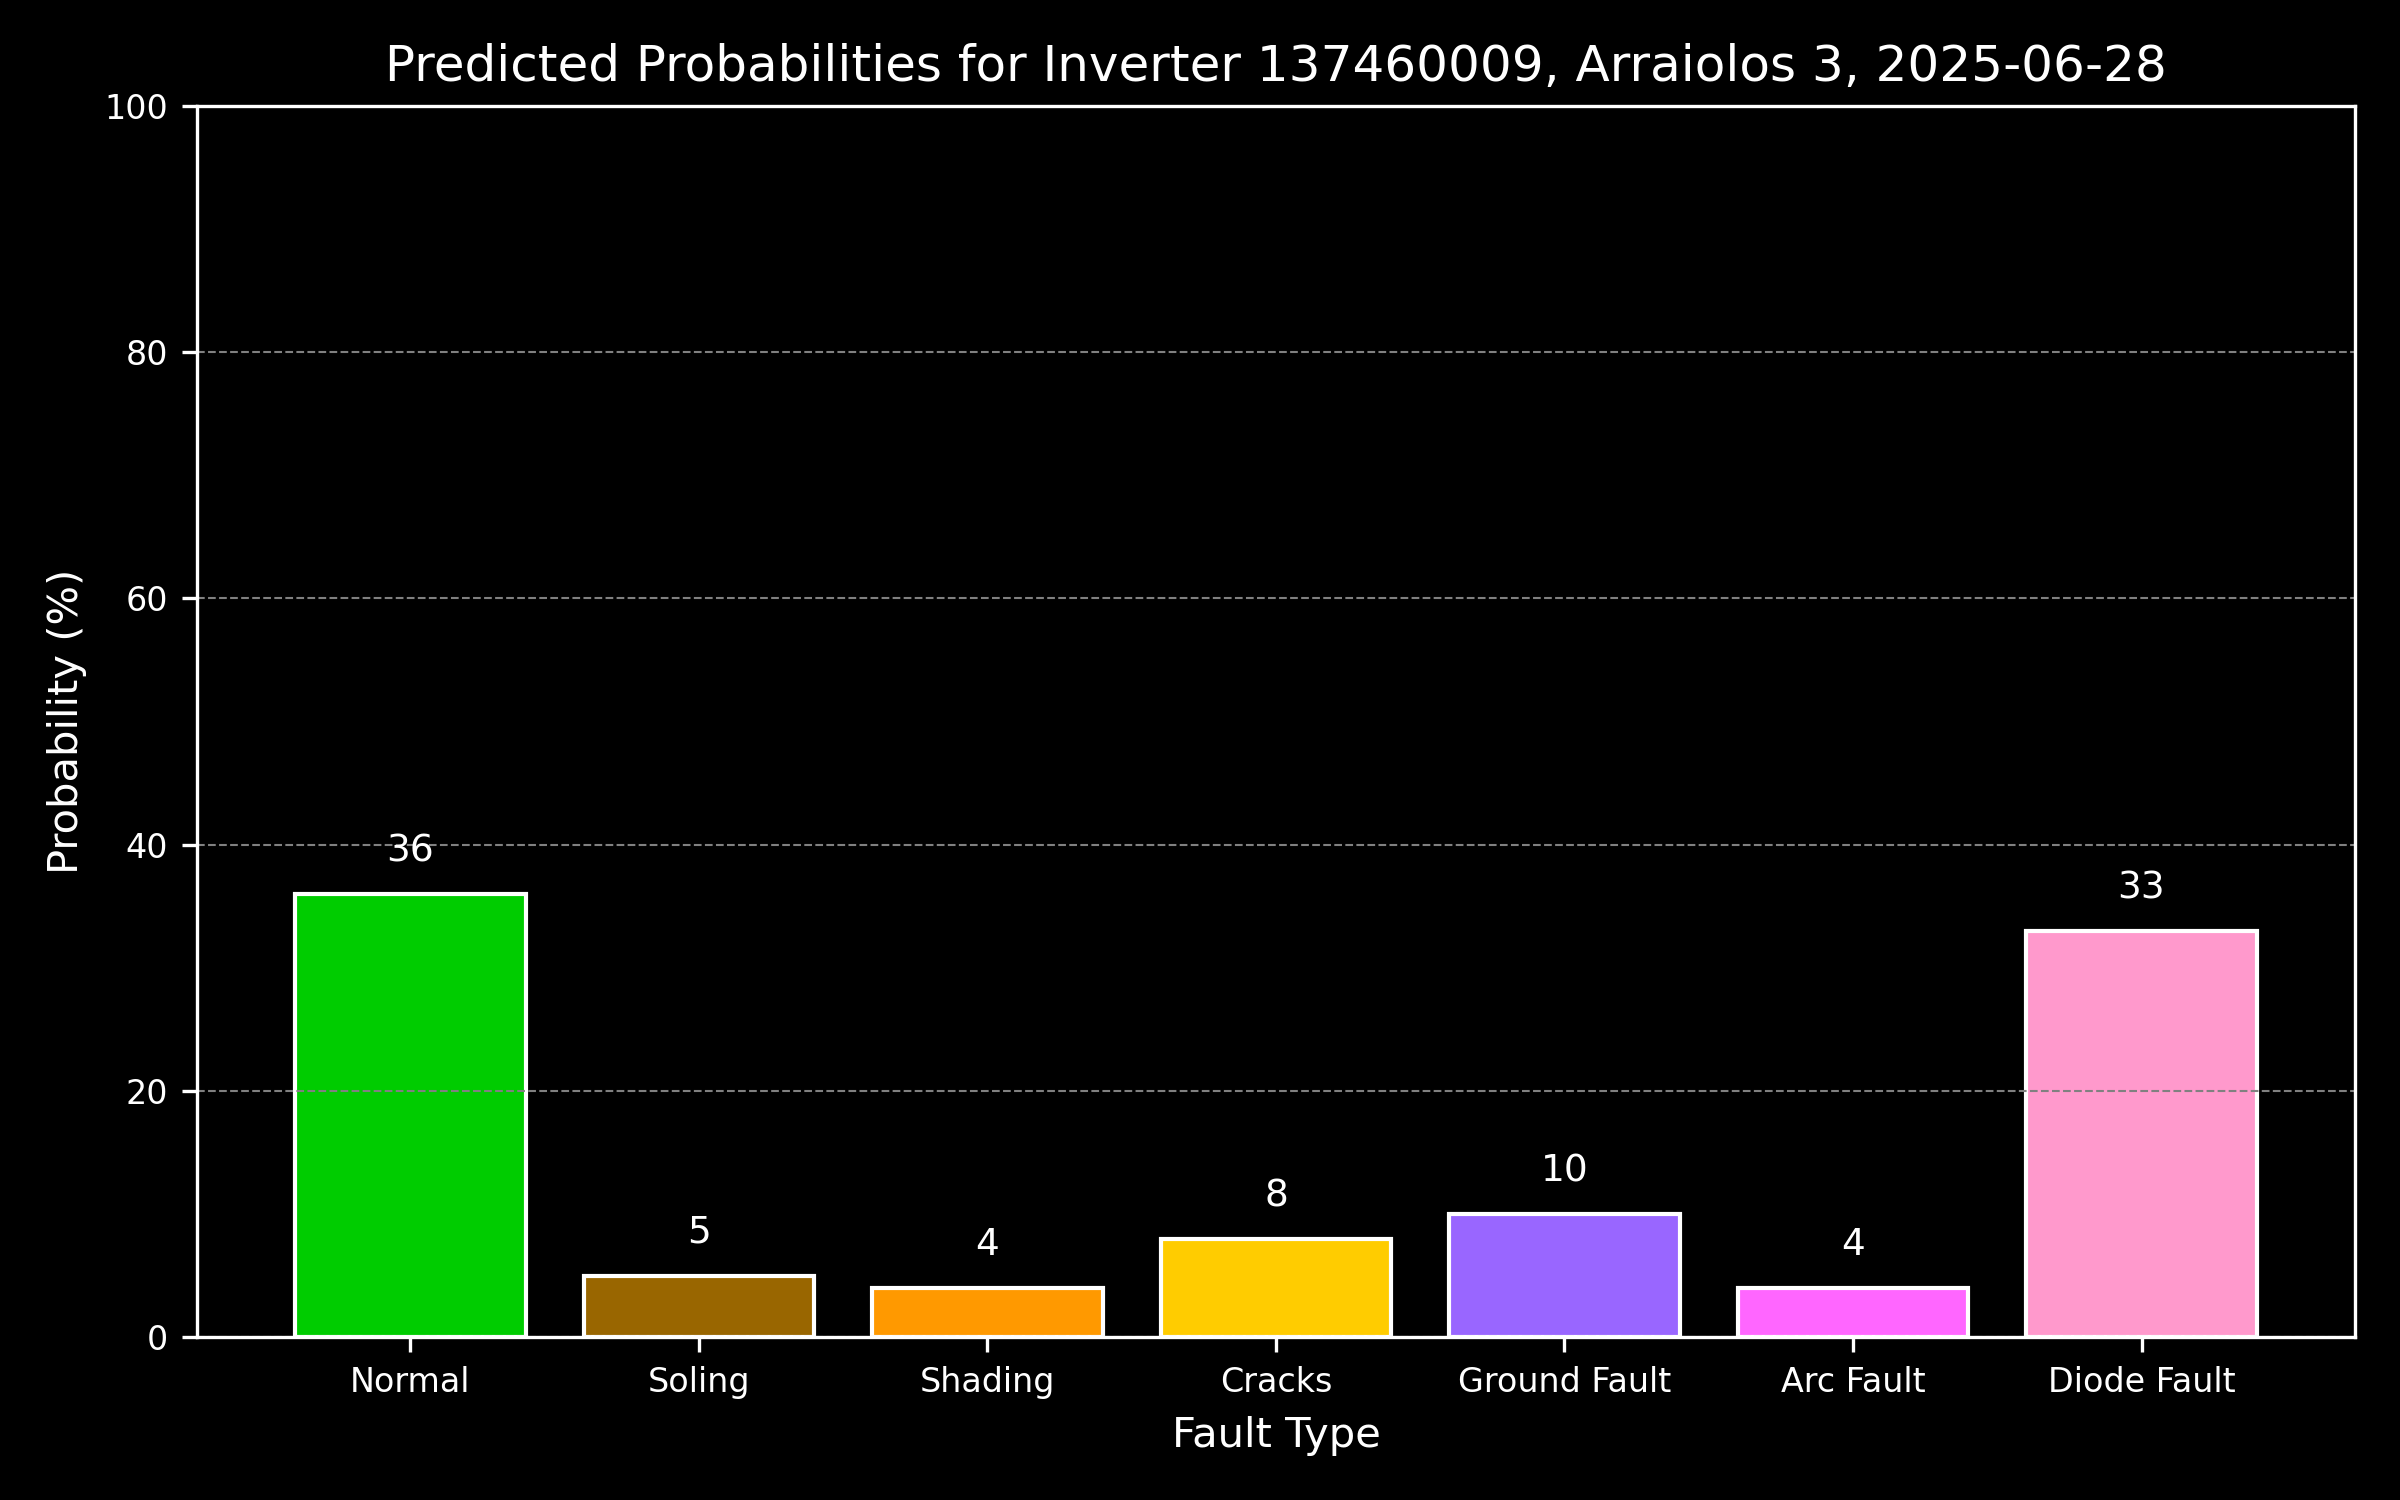 Predicted Probabilities for Inverter 137460009, Arraiolos 3, 2025-06-28
Probability (%)
100
80
60
40
20
0
36
5
4
8
10
4
33
Normal
Soling
Shading
Cracks
Ground Fault
Arc Fault
Diode Fault
Fault Type